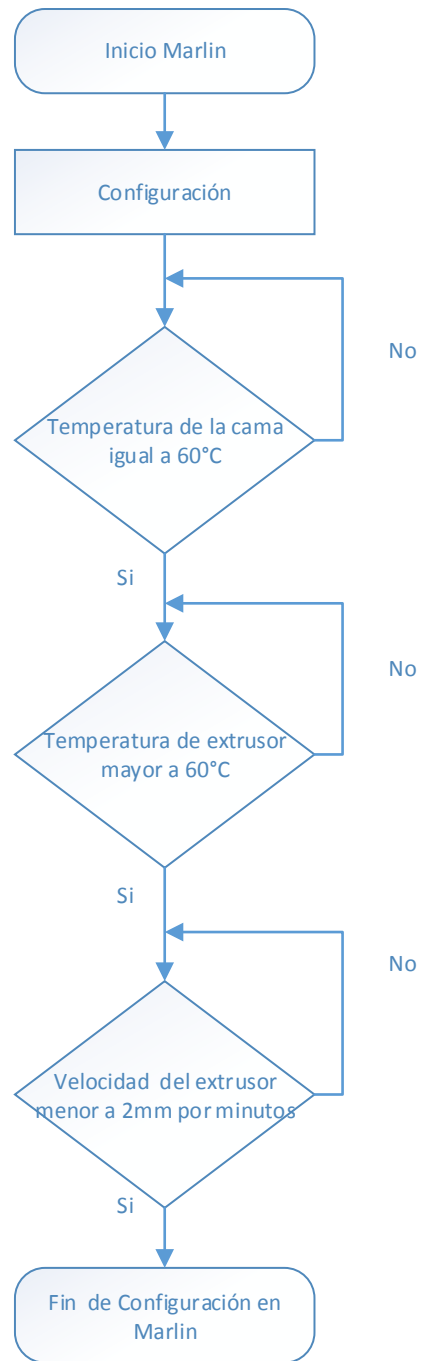 Inicio Marlin
Configuración
No
Temperatura de la cama
igual a 60°C
Si
No
Temperatura de extrusor
mayor a 60°C
Si
No
Velocidad del extrusor
menor a 2mm por minutos
Si
Fin de Configuración en
Marlin